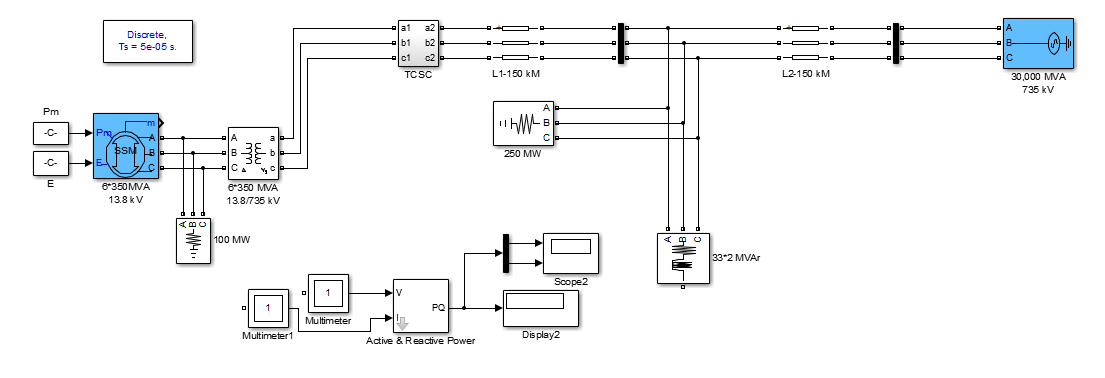 Discrete,
Ts = 5e-05 s.
a1 a2
b1 b2
c1 c2
TCSC
L1-150 kM
L2-150 kM
A
B
C
30,000 MVA
735 kV
Pm
-C-
-C-
E
Pm
E
SSM
m
A
B
C
6*350MVA
13.8 kV
A a
B b
C c
6*350 MVA
13.8/735 kV
A
B
C
250 MW
A B C
100 MW
A B C
33*2 MVAr
1
Multimeter
1
Multimeter1
V
I
PQ
Active & Reactive Power
Scope2
Display2